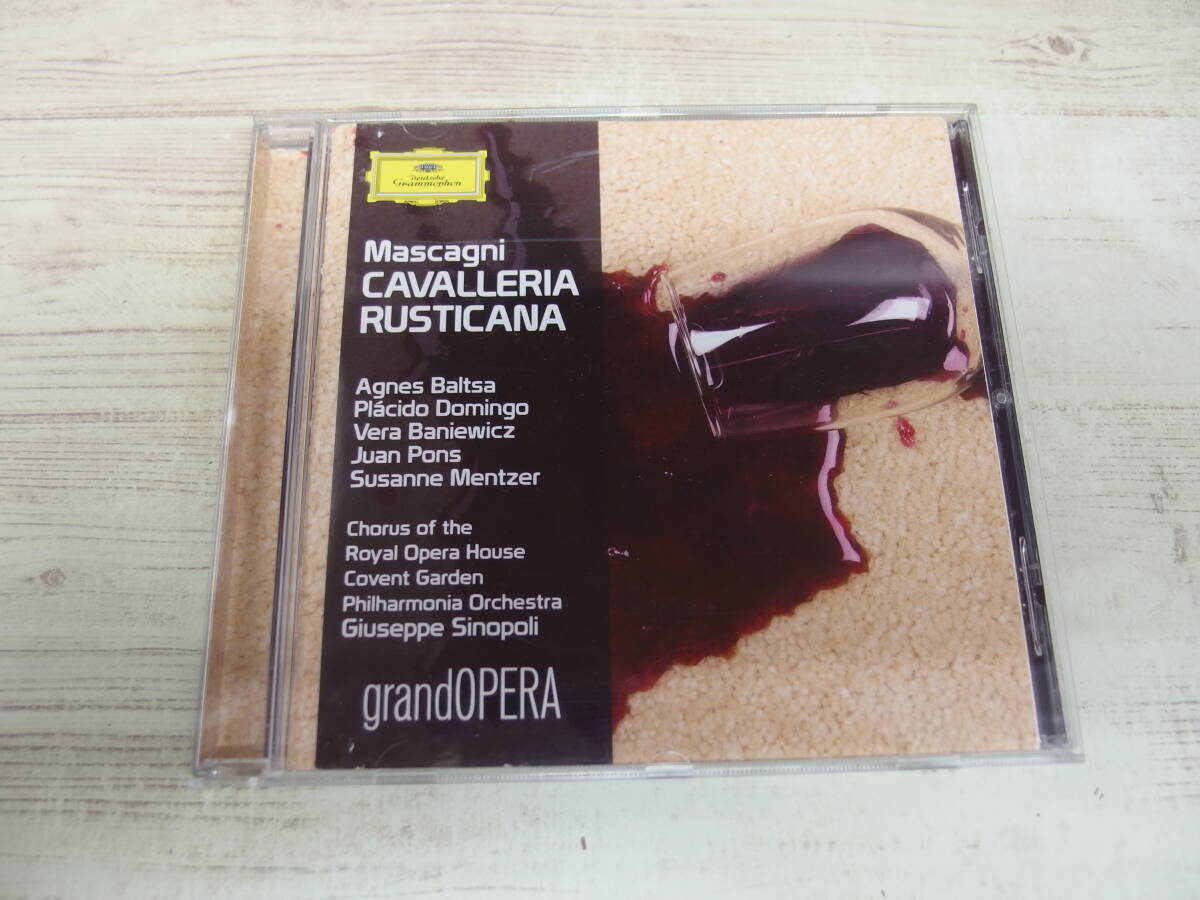 Deutsche
Grammophon
Mascagni
CAVALLERIA
RUSTICANA
Agnes Baltsa
Plácido Domingo
Vera Baniewicz
Juan Pons
Susanne Mentzer
Chorus of the
Royal Opera House
Covent Garden
Philharmonia Orchestra
Giuseppe Sinopoli
grandOPERA